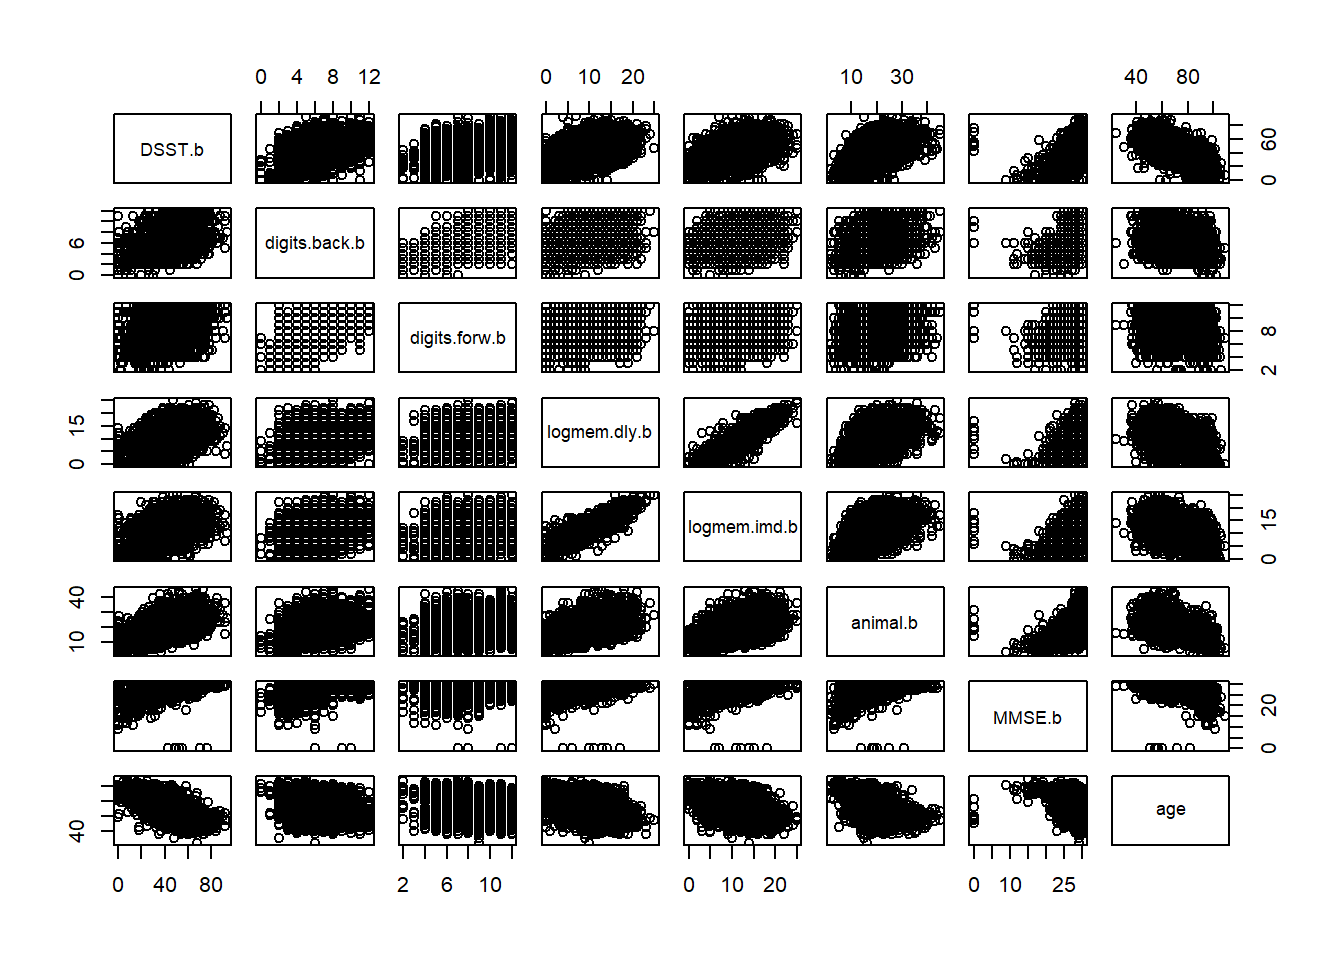 0 4 8 12 0 10 20 10 30 40 80
DSST.b 0 60
0 6 digits.back.b
digits.forw.b 2 8
0 15 logmem.dly.b
logmem.imd.b 0 15
10 40 animal.b
MMSE.b 0 20
40 age
0 40 80 2 6 10 0 10 20 0 10 25